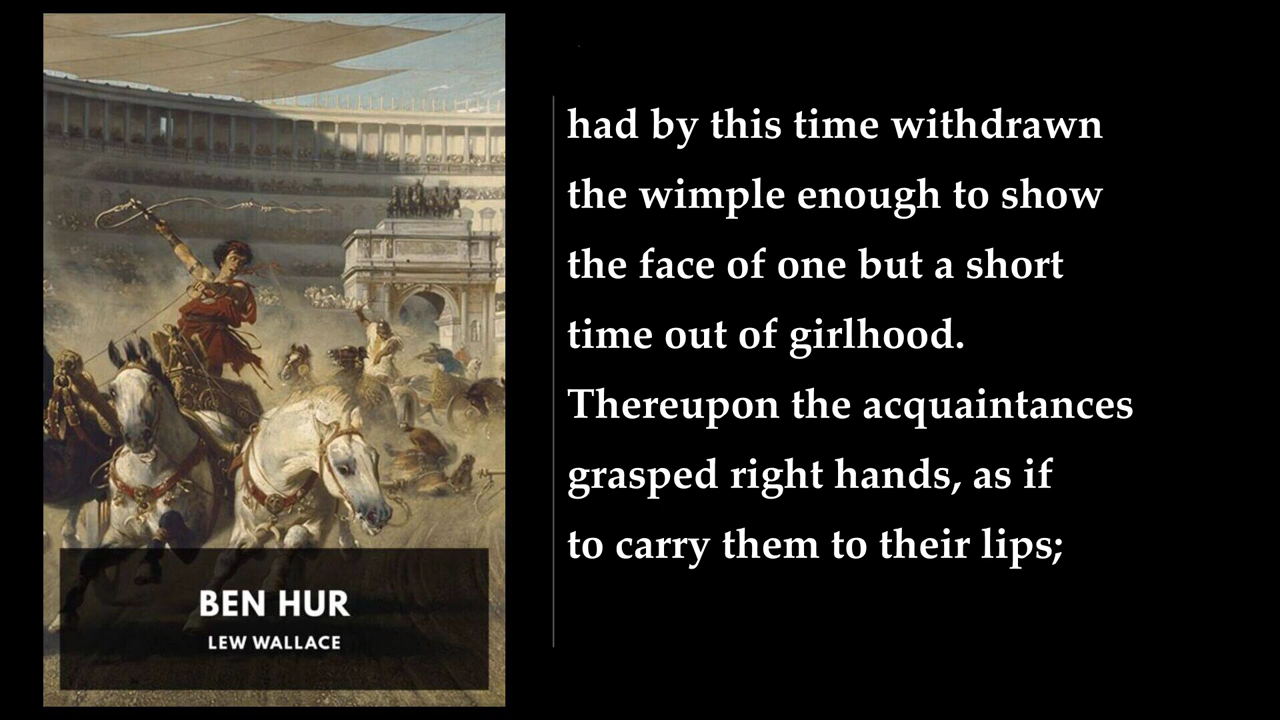 BEN HUR
LEW WALLACE
had by this time withdrawn
the wimple enough to show
the face of one but a short
time out of girlhood.
Thereupon the acquaintances
grasped right hands, as if
to carry them to their lips;